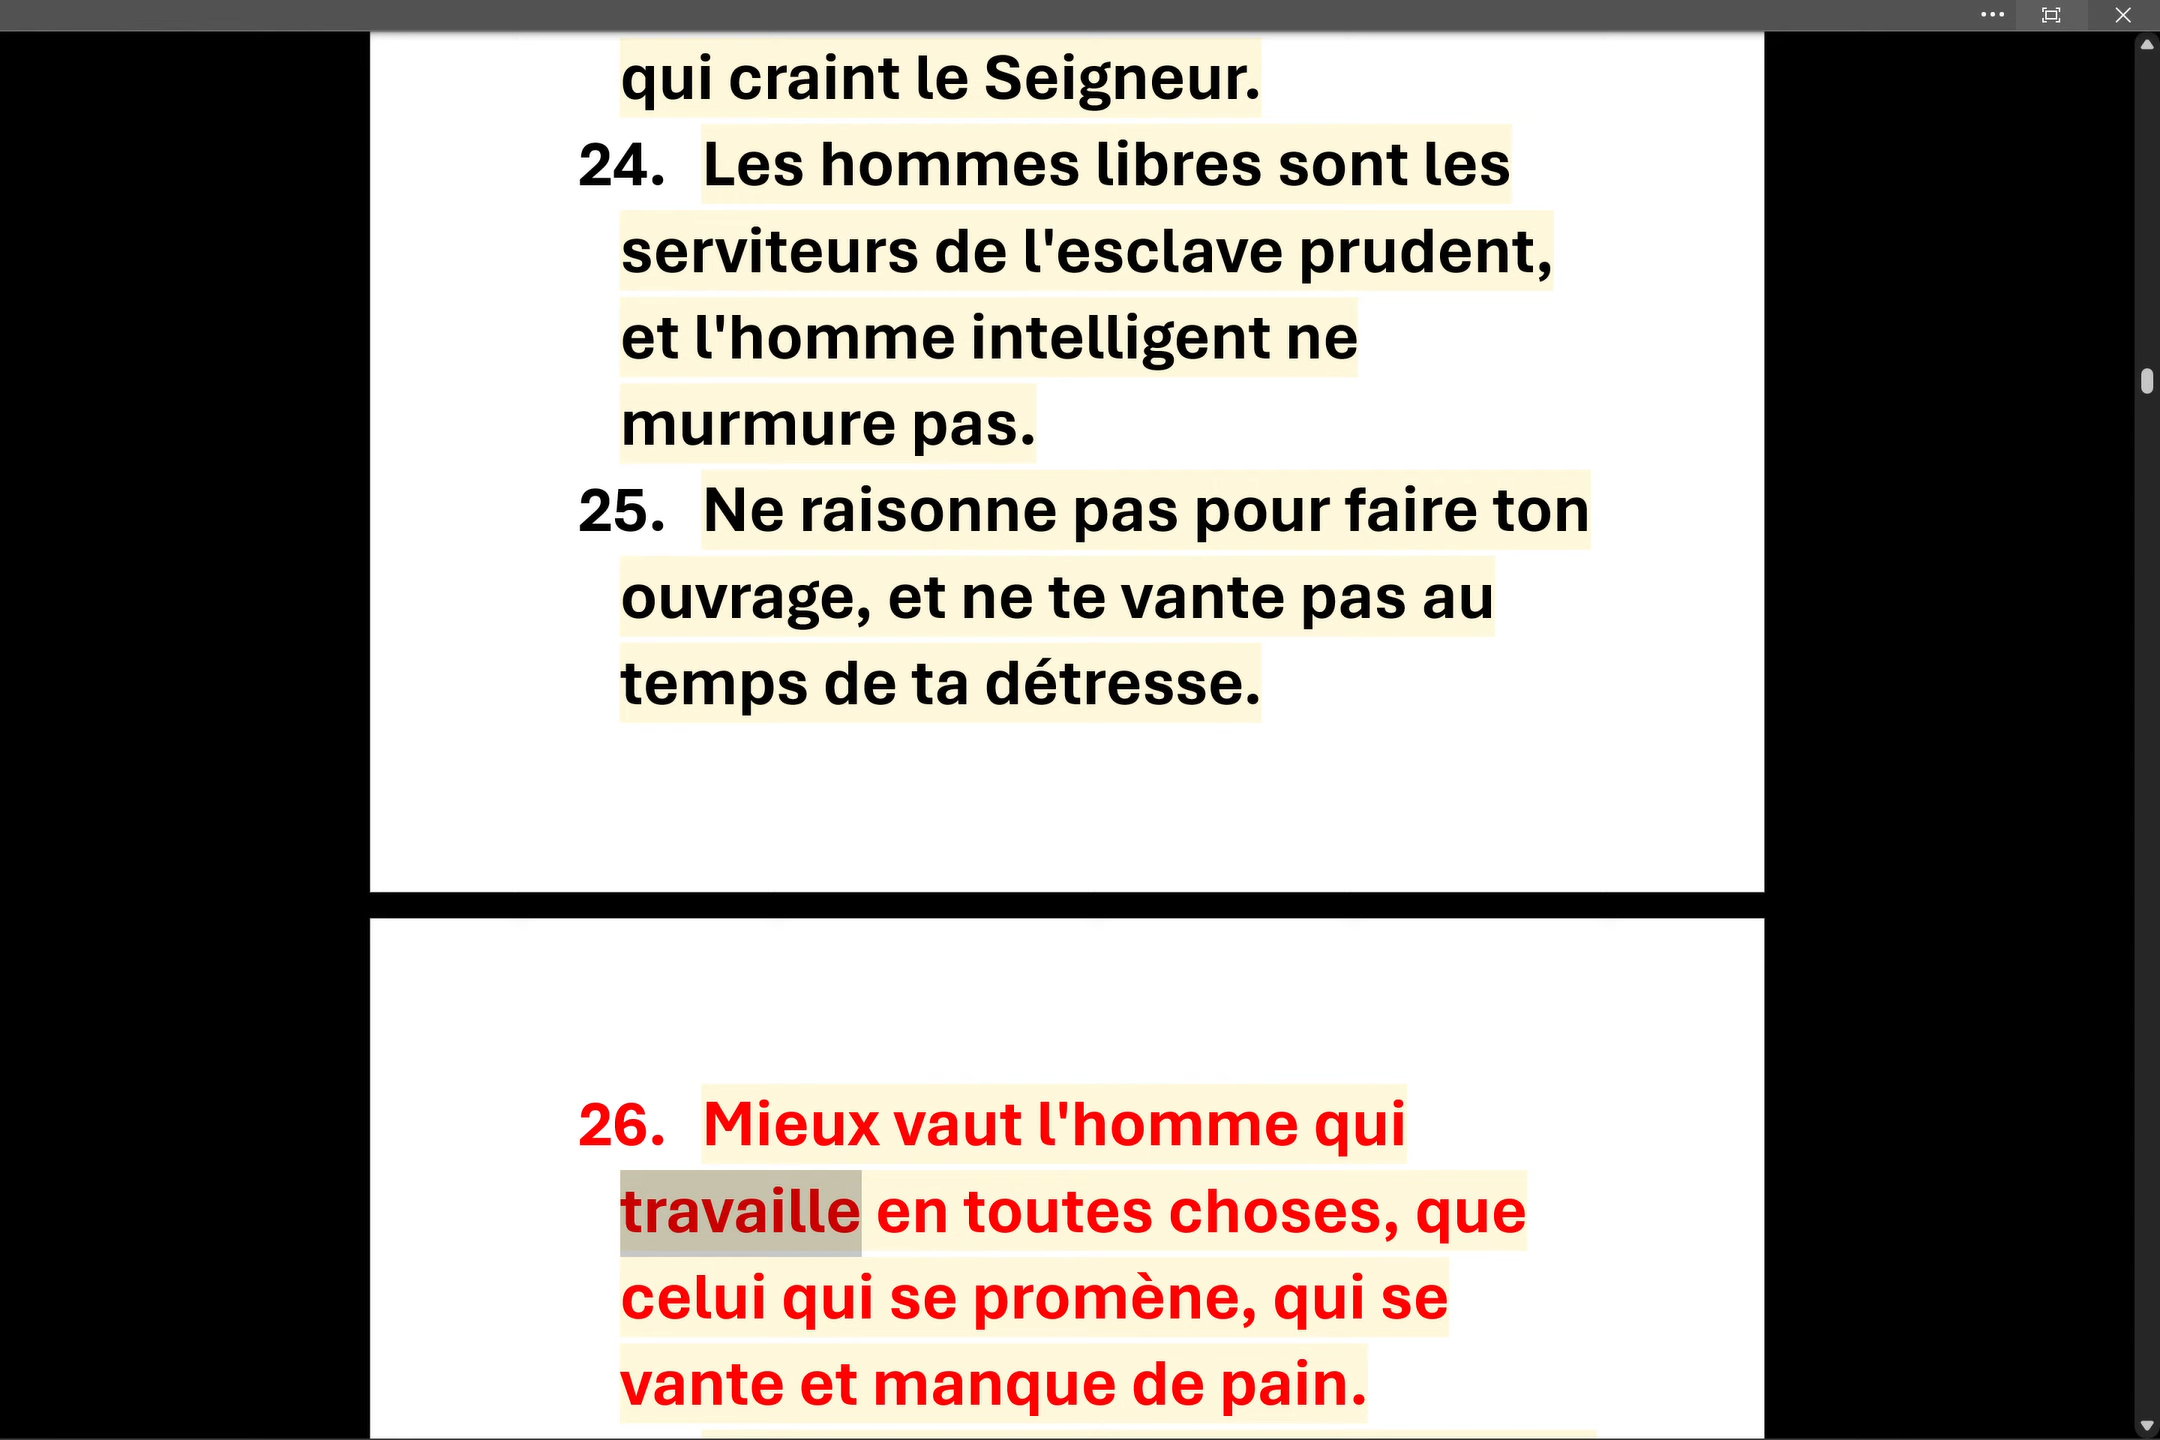 qui craint le Seigneur.
24. Les hommes libres sont les
serviteurs de l'esclave prudent,
et l'homme intelligent ne
murmure pas.
25. Ne raisonne pas pour faire ton
ouvrage, et ne te vante pas au
temps de ta détresse.
26. Mieux vaut l'homme qui
travaille en toutes choses, que
celui qui se promène, qui se
vante et manque de pain.